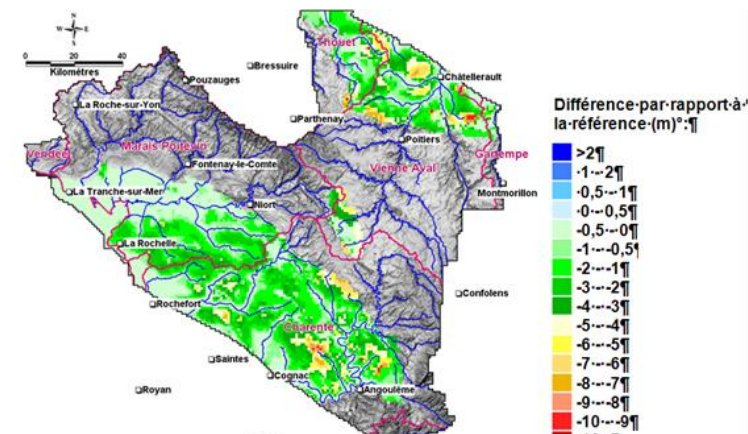 N
W E
S
0 20 40
Kilomètres
Thouet
Bressuire
Pouzauges
Châtellerault
La Roche-sur-Yon
Parthenay
Poitiers
Vendée
Marais Poitevin
Fontenay-le-Comte
Vienne Aval
Gartempe
La Tranche-sur-Mer
Niort
Montmorillon
La Rochelle
Confolens
Rochefort
Charente
Saintes
Cognac
Royan
Angoulême
Différence·par·rapport·à·
la·référence·(m)°:¶
>2¶
·1·-·2¶
·0,5·-·1¶
·0·-·0,5¶
-0,5·-·0¶
-1·-·-0,5¶
-2·-·-1¶
-3·-·-2¶
-4·-·-3¶
-5·-·-4¶
-6·-·-5¶
-7·-·-6¶
-8·-·-7¶
-9·-·-8¶
-10·-·-9¶